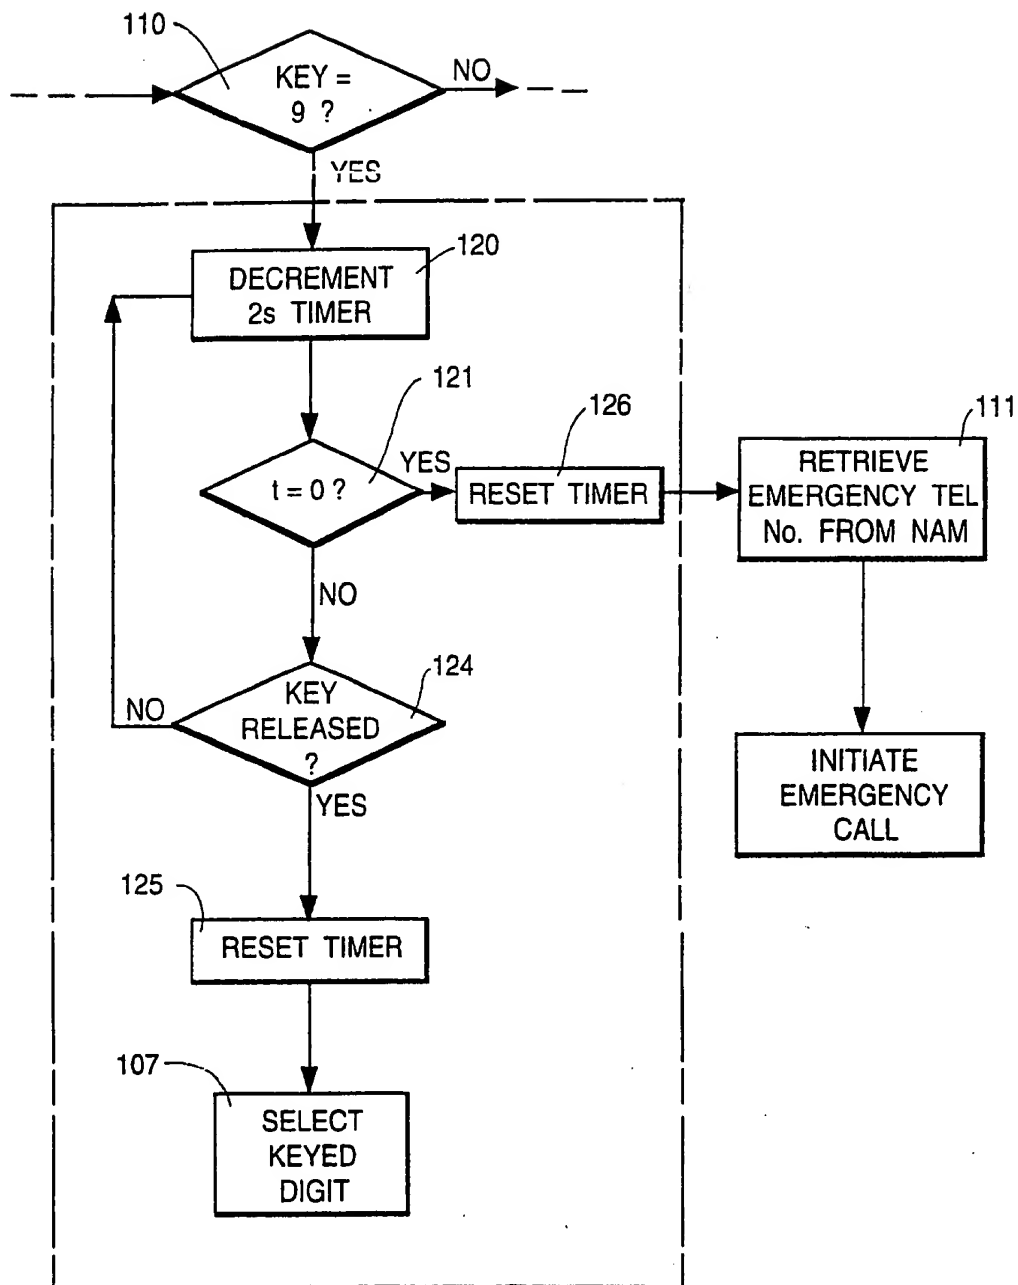 110
KEY =
9 ?
NO
YES
120
DECREMENT
2s TIMER
121
t = 0 ?
YES
126
RESET TIMER
111
RETRIEVE
EMERGENCY TEL
No. FROM NAM
NO
124
KEY
RELEASED
?
NO
YES
INITIATE
EMERGENCY
CALL
125
RESET TIMER
107
SELECT
KEYED
DIGIT